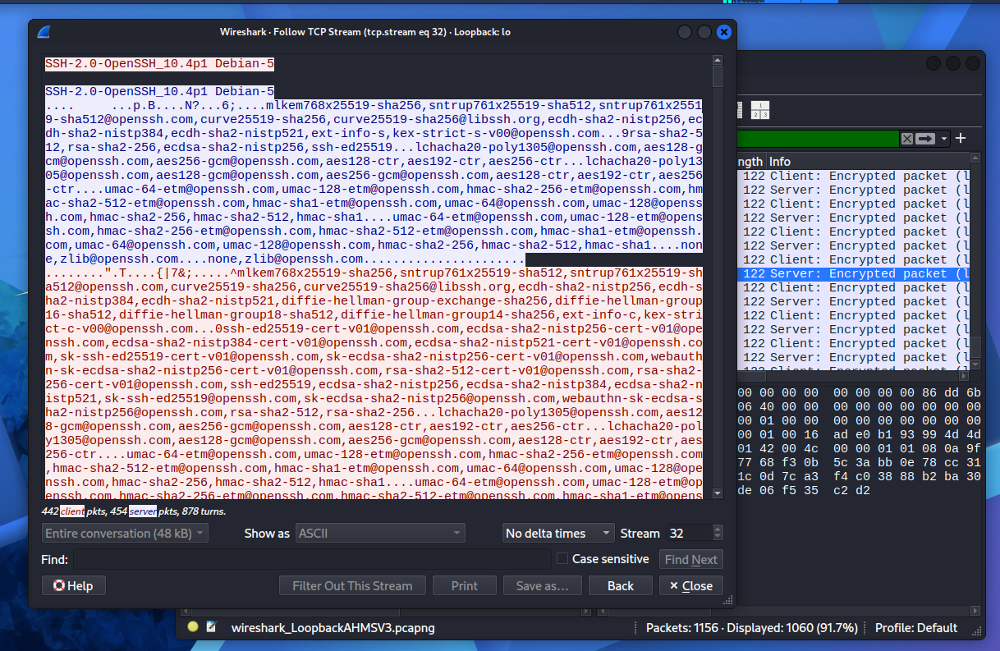 Wireshark · Follow TCP Stream (tcp.stream eq 32) · Loopback: lo
SSH-2.0-OpenSSH_10.4p1 Debian-5
SSH-2.0-OpenSSH_10.4p1 Debian-5
.... ...p.B....N?...6;....mlkem768x25519-sha256,sntrup761x25519-sha512,sntrup761x2551
9-sha512@openssh.com,curve25519-sha256,curve25519-sha256@libssh.org,ecdh-sha2-nistp256,ec
dh-sha2-nistp384,ecdh-sha2-nistp521,ext-info-s,kex-strict-s-v00@openssh.com...9rsa-sha2-5
12,rsa-sha2-256,ecdsa-sha2-nistp256,ssh-ed25519...lchacha20-poly1305@openssh.com,aes128-g
cm@openssh.com,aes256-gcm@openssh.com,aes128-ctr,aes192-ctr,aes256-ctr...lchacha20-poly13
05@openssh.com,aes128-gcm@openssh.com,aes256-gcm@openssh.com,aes128-ctr,aes192-ctr,aes256
-ctr....umac-64-etm@openssh.com,umac-128-etm@openssh.com,hmac-sha2-256-etm@openssh.com,hm
ac-sha2-512-etm@openssh.com,hmac-sha1-etm@openssh.com,umac-64@openssh.com,umac-128@openss
h.com,hmac-sha2-256,hmac-sha2-512,hmac-sha1....umac-64-etm@openssh.com,umac-128-etm@opens
sh.com,hmac-sha2-256-etm@openssh.com,hmac-sha2-512-etm@openssh.com,hmac-sha1-etm@openssh.
com,umac-64@openssh.com,umac-128@openssh.com,hmac-sha2-256,hmac-sha2-512,hmac-sha1....non
e,zlib@openssh.com....none,zlib@openssh.com......................
........".T....{|7&;.....^mlkem768x25519-sha256,sntrup761x25519-sha512,sntrup761x25519-sh
a512@openssh.com,curve25519-sha256,curve25519-sha256@libssh.org,ecdh-sha2-nistp256,ecdh-s
ha2-nistp384,ecdh-sha2-nistp521,diffie-hellman-group-exchange-sha256,diffie-hellman-group
16-sha512,diffie-hellman-group18-sha512,diffie-hellman-group14-sha256,ext-info-c,kex-stri
ct-c-v00@openssh.com...0ssh-ed25519-cert-v01@openssh.com,ecdsa-sha2-nistp256-cert-v01@ope
nssh.com,ecdsa-sha2-nistp384-cert-v01@openssh.com,ecdsa-sha2-nistp521-cert-v01@openssh.co
m,sk-ssh-ed25519-cert-v01@openssh.com,sk-ecdsa-sha2-nistp256-cert-v01@openssh.com,webauth
n-sk-ecdsa-sha2-nistp256-cert-v01@openssh.com,rsa-sha2-512-cert-v01@openssh.com,rsa-sha2-
256-cert-v01@openssh.com,ssh-ed25519,ecdsa-sha2-nistp256,ecdsa-sha2-nistp384,ecdsa-sha2-n
istp521,sk-ssh-ed25519@openssh.com,sk-ecdsa-sha2-nistp256@openssh.com,webauthn-sk-ecdsa-s
ha2-nistp256@openssh.com,rsa-sha2-512,rsa-sha2-256...lchacha20-poly1305@openssh.com,aes12
8-gcm@openssh.com,aes256-gcm@openssh.com,aes128-ctr,aes192-ctr,aes256-ctr...lchacha20-pol
y1305@openssh.com,aes128-gcm@openssh.com,aes256-gcm@openssh.com,aes128-ctr,aes192-ctr,aes
256-ctr....umac-64-etm@openssh.com,umac-128-etm@openssh.com,hmac-sha2-256-etm@openssh.com
,hmac-sha2-512-etm@openssh.com,hmac-sha1-etm@openssh.com,umac-64@openssh.com,umac-128@ope
nssh.com,hmac-sha2-256,hmac-sha2-512,hmac-sha1....umac-64-etm@openssh.com,umac-128-etm@op
enssh.com,hmac-sha2-256-etm@openssh.com,hmac-sha2-512-etm@openssh.com,hmac-sha1-etm@opens
442 client pkts, 454 server pkts, 878 turns.
Entire conversation (48 kB)
Show as
ASCII
No delta times
Stream
32
Find:
Case sensitive
Find Next
Help
Filter Out This Stream
Print
Save as…
Back
Close
1
2 3
ngth Info
122 Client: Encrypted packet (l
122 Server: Encrypted packet (l
122 Client: Encrypted packet (l
122 Server: Encrypted packet (l
122 Client: Encrypted packet (l
122 Server: Encrypted packet (l
122 Client: Encrypted packet (l
122 Server: Encrypted packet (l
122 Client: Encrypted packet (l
122 Server: Encrypted packet (l
122 Client: Encrypted packet (l
122 Server: Encrypted packet (l
122 Client: Encrypted packet (l
122 Server: Encrypted packet (l
122 Client: Encrypted packet (l
00 00 00 00 00 00 00 00 86 dd 6b
06 40 00 00 00 00 00 00 00 00 00
00 01 00 00 00 00 00 00 00 00 00
00 01 00 16 ad e0 b1 93 99 4d 4d
01 42 00 4c 00 00 01 01 08 0a 9f
77 68 f3 0b 5c 3a bb 0e 78 cc 31
1c 0d 7c a3 f4 c0 38 88 b2 ba 30
de 06 f5 35 c2 d2
wireshark_LoopbackAHMSV3.pcapng
Packets: 1156 · Displayed: 1060 (91.7%)
Profile: Default